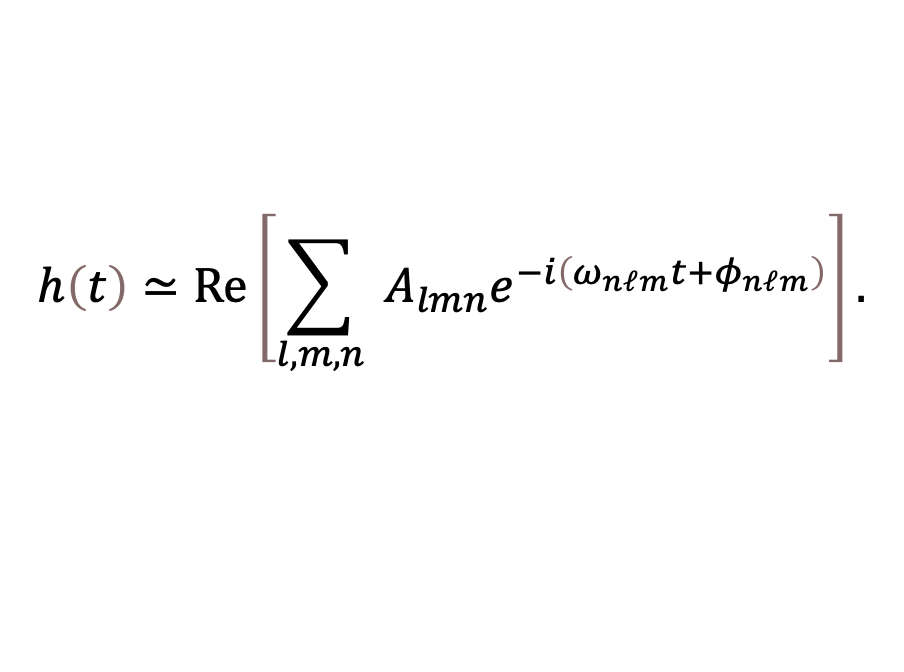 h(t) ≃ Re [ ∑_{l,m,n} A_{lmn} e^{−i(ω_{nℓm}t+ϕ_{nℓm})} ] .